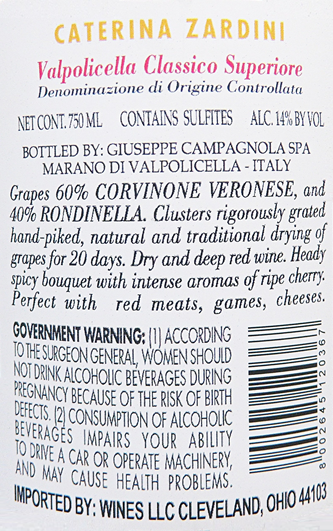 CATERINA ZARDINI
Valpolicella Classico Superiore
Denominazione di Origine Controllata
NET CONT. 750 ML CONTAINS SULFITES ALC. 14% BY VOL
BOTTLED BY: GIUSEPPE CAMPAGNOLA SPA
MARANO DI VALPOLICELLA - ITALY
Grapes 60% CORVINONE VERONESE, and
40% RONDINELLA. Clusters rigorously grated
hand-piked, natural and traditional drying of
grapes for 20 days. Dry and deep red wine. Heady
spicy bouquet with intense aromas of ripe cherry.
Perfect with red meats, games, cheeses.
GOVERNMENT WARNING: (1) ACCORDING
TO THE SURGEON GENERAL, WOMEN SHOULD
NOT DRINK ALCOHOLIC BEVERAGES DURING
PREGNANCY BECAUSE OF THE RISK OF BIRTH
DEFECTS. (2) CONSUMPTION OF ALCOHOLIC
BEVERAGES IMPAIRS YOUR ABILITY
TO DRIVE A CAR OR OPERATE MACHINERY,
AND MAY CAUSE HEALTH PROBLEMS.
8 002645 120367
IMPORTED BY: WINES LLC CLEVELAND, OHIO 44103